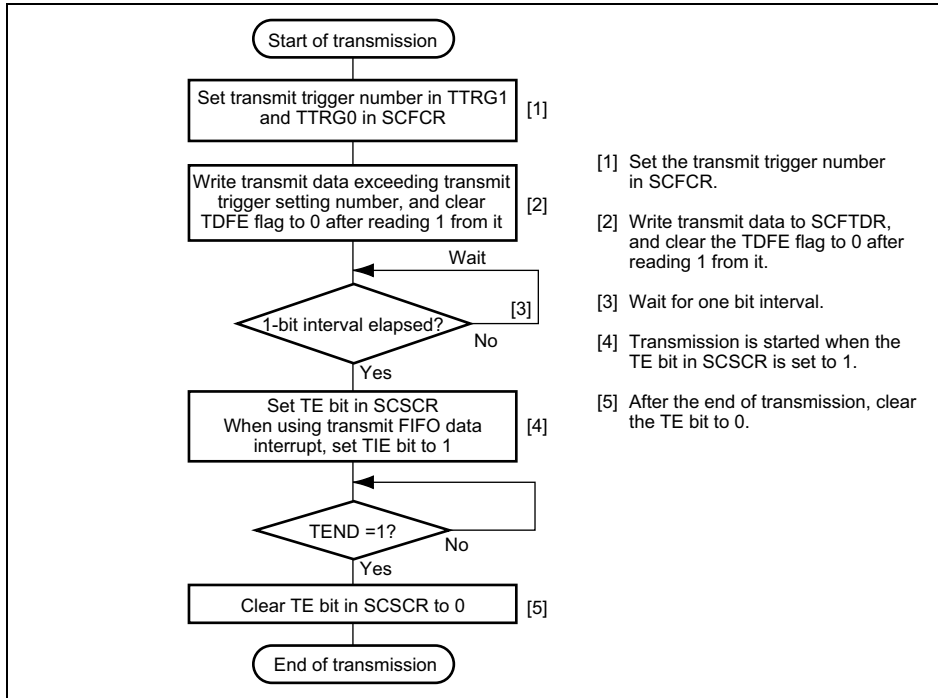 Start of transmission
Set transmit trigger number in TTRG1
and TTRG0 in SCFCR
[1]
Write transmit data exceeding transmit
trigger setting number, and clear
TDFE flag to 0 after reading 1 from it
[2]
Wait
1-bit interval elapsed?
[3]
No
Yes
Set TE bit in SCSCR
When using transmit FIFO data
interrupt, set TIE bit to 1
[4]
TEND =1?
No
Yes
Clear TE bit in SCSCR to 0
[5]
End of transmission
[1] Set the transmit trigger number
in SCFCR.
[2] Write transmit data to SCFTDR,
and clear the TDFE flag to 0 after
reading 1 from it.
[3] Wait for one bit interval.
[4] Transmission is started when the
TE bit in SCSCR is set to 1.
[5] After the end of transmission, clear
the TE bit to 0.